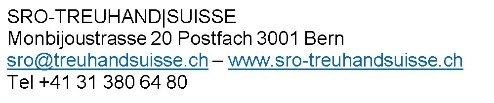 SRO-TREUHAND|SUISSE
Monbijoustrasse 20 Postfach 3001 Bern
sro@treuhandsuisse.ch – www.sro-treuhandsuisse.ch
Tel +41 31 380 64 80